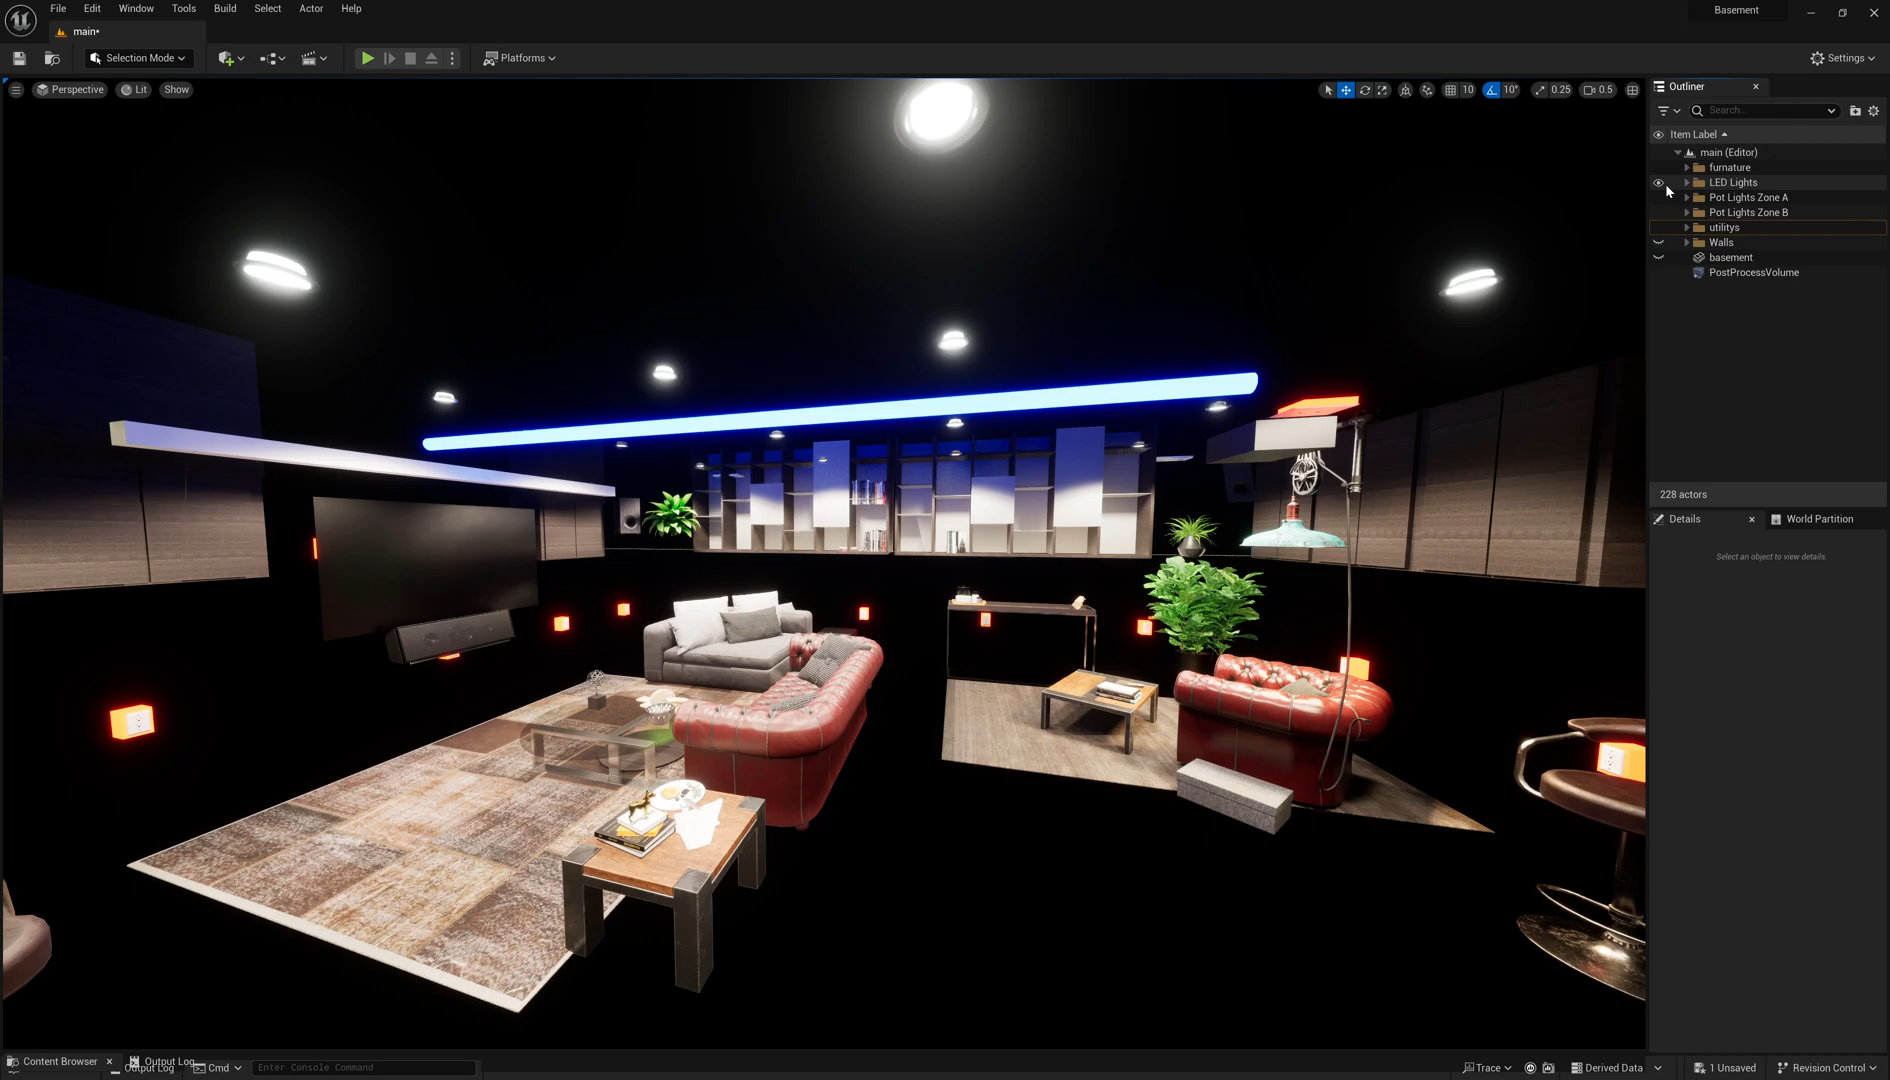 File Edit Window Tools Build Select Actor Help
Basement
main*
Selection Mode
Platforms
Settings
Perspective Lit Show
10 10° 0.25 0.5
Outliner
Search...
Item Label
main (Editor)
furnature
LED Lights
Pot Lights Zone A
Pot Lights Zone B
utilitys
Walls
basement
PostProcessVolume
228 actors
Details World Partition
Select an object to view details.
Content Browser Output Log
Output Log Cmd Enter Console Command
Trace Derived Data 1 Unsaved Revision Control